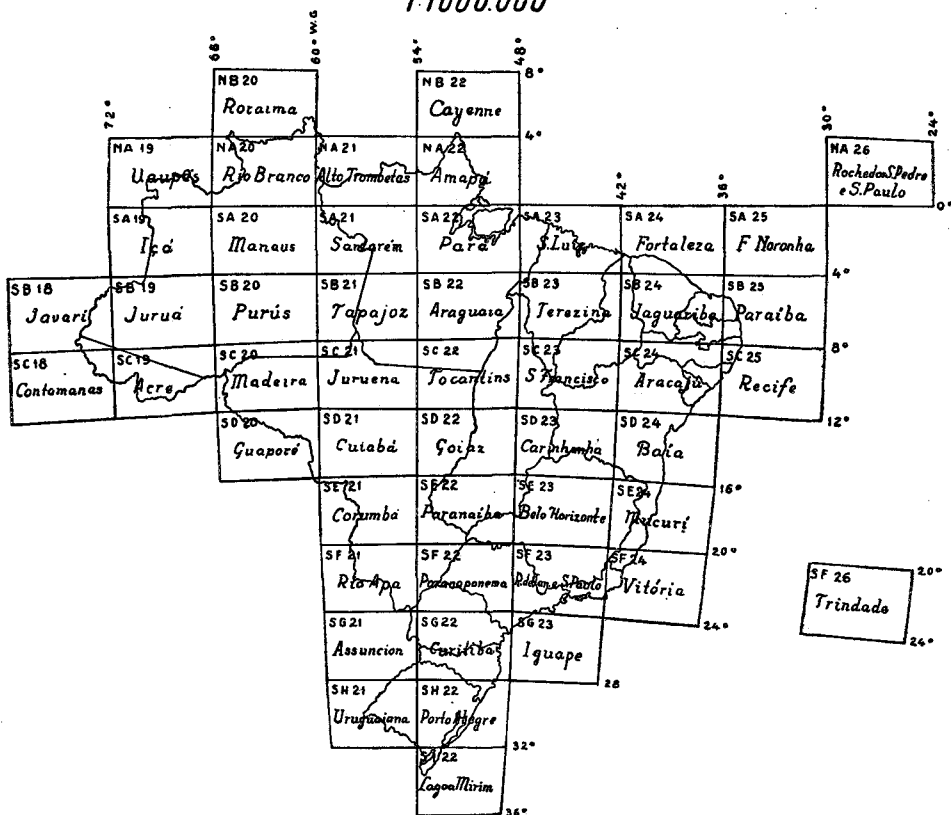 1:1000.000
66° 60° W.G 54° 48°
NB 20 NB 22 8°
Roraima Cayenne
72° 30° 24°
4°
NA 19 NA 20 NA 21 NA 22 NA 26
Uaupés Rio Branco Alto Trombetas Amapá Rochedos S.Pedro
e S.Paulo
42° 36° 0°
SA 19 SA 20 SA 21 SA 22 SA 23 SA 24 SA 25
Içá Manaus Santarém Pará S.Luiz Fortaleza F Noronha
4°
SB 18 SB 19 SB 20 SB 21 SB 22 SB 23 SB 24 SB 25
Javarí Juruá Purús Tapajoz Araguaia Terezina Jaguaribe Paraíba
8°
SC 18 SC 19 SC 20 SC 21 SC 22 SC 23 SC 24 SC 25
Contamanas Acre Madeira Juruena Tocantins S Francisco Aracajú Recife
12°
SD 20 SD 21 SD 22 SD 23 SD 24
Guaporé Cuiabá Goiaz Carinhanha Baía
16°
SE 21 SE 22 SE 23 SE 24
Corumbá Paranaíba Belo Horizonte Mucurí
20°
SF 21 SF 22 SF 23 SF 24 SF 26 20°
Rio Apa Paranaponema S.Paulo Vitória Trindade
24° 24°
SG 21 SG 22 SG 23
Assuncion Curitiba Iguape
28
SH 21 SH 22
Uruguaiana Porto Alegre
32°
SI 22
Lagoa Mirim
36°